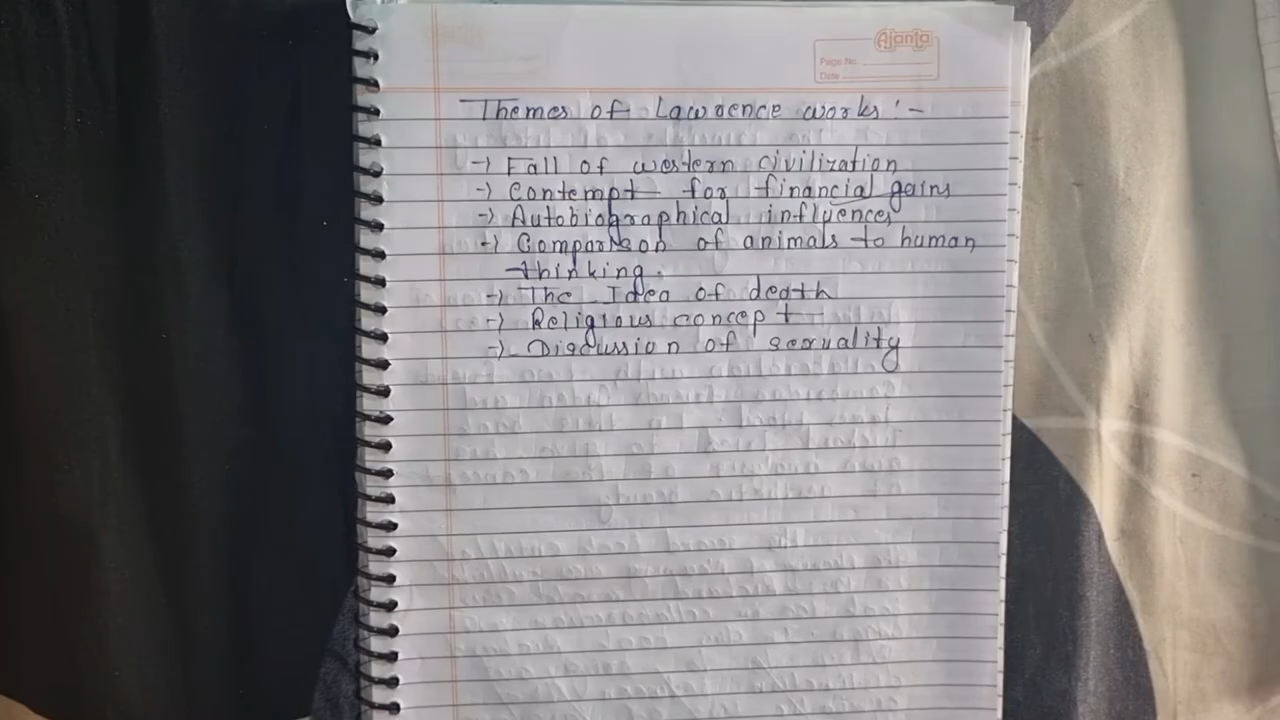 Ajanta
Page No.
Date
Themes of Lawrence works :-
-> Fall of western civilization
-> Contempt for financial gains
-> Autobiographical influences
-> Comparison of animals to human
thinking.
-> The Idea of death
-> Religious concept
-> Discussion of sexuality